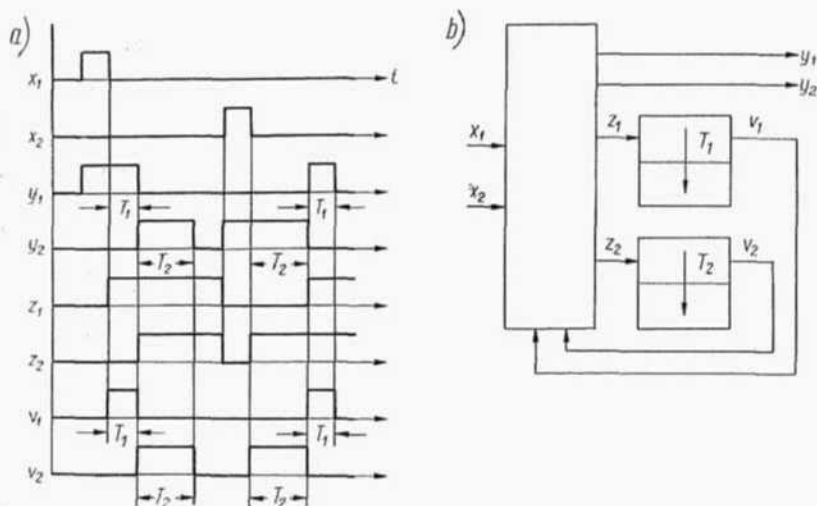 a)
x₁
t
x₂
y₁
T₁
T₁
y₂
T₂
T₂
z₁
z₂
v₁
T₁
T₁
v₂
T₂
T₂
b)
y₁
y₂
x₁
z₁
T₁
v₁
x₂
z₂
T₂
v₂